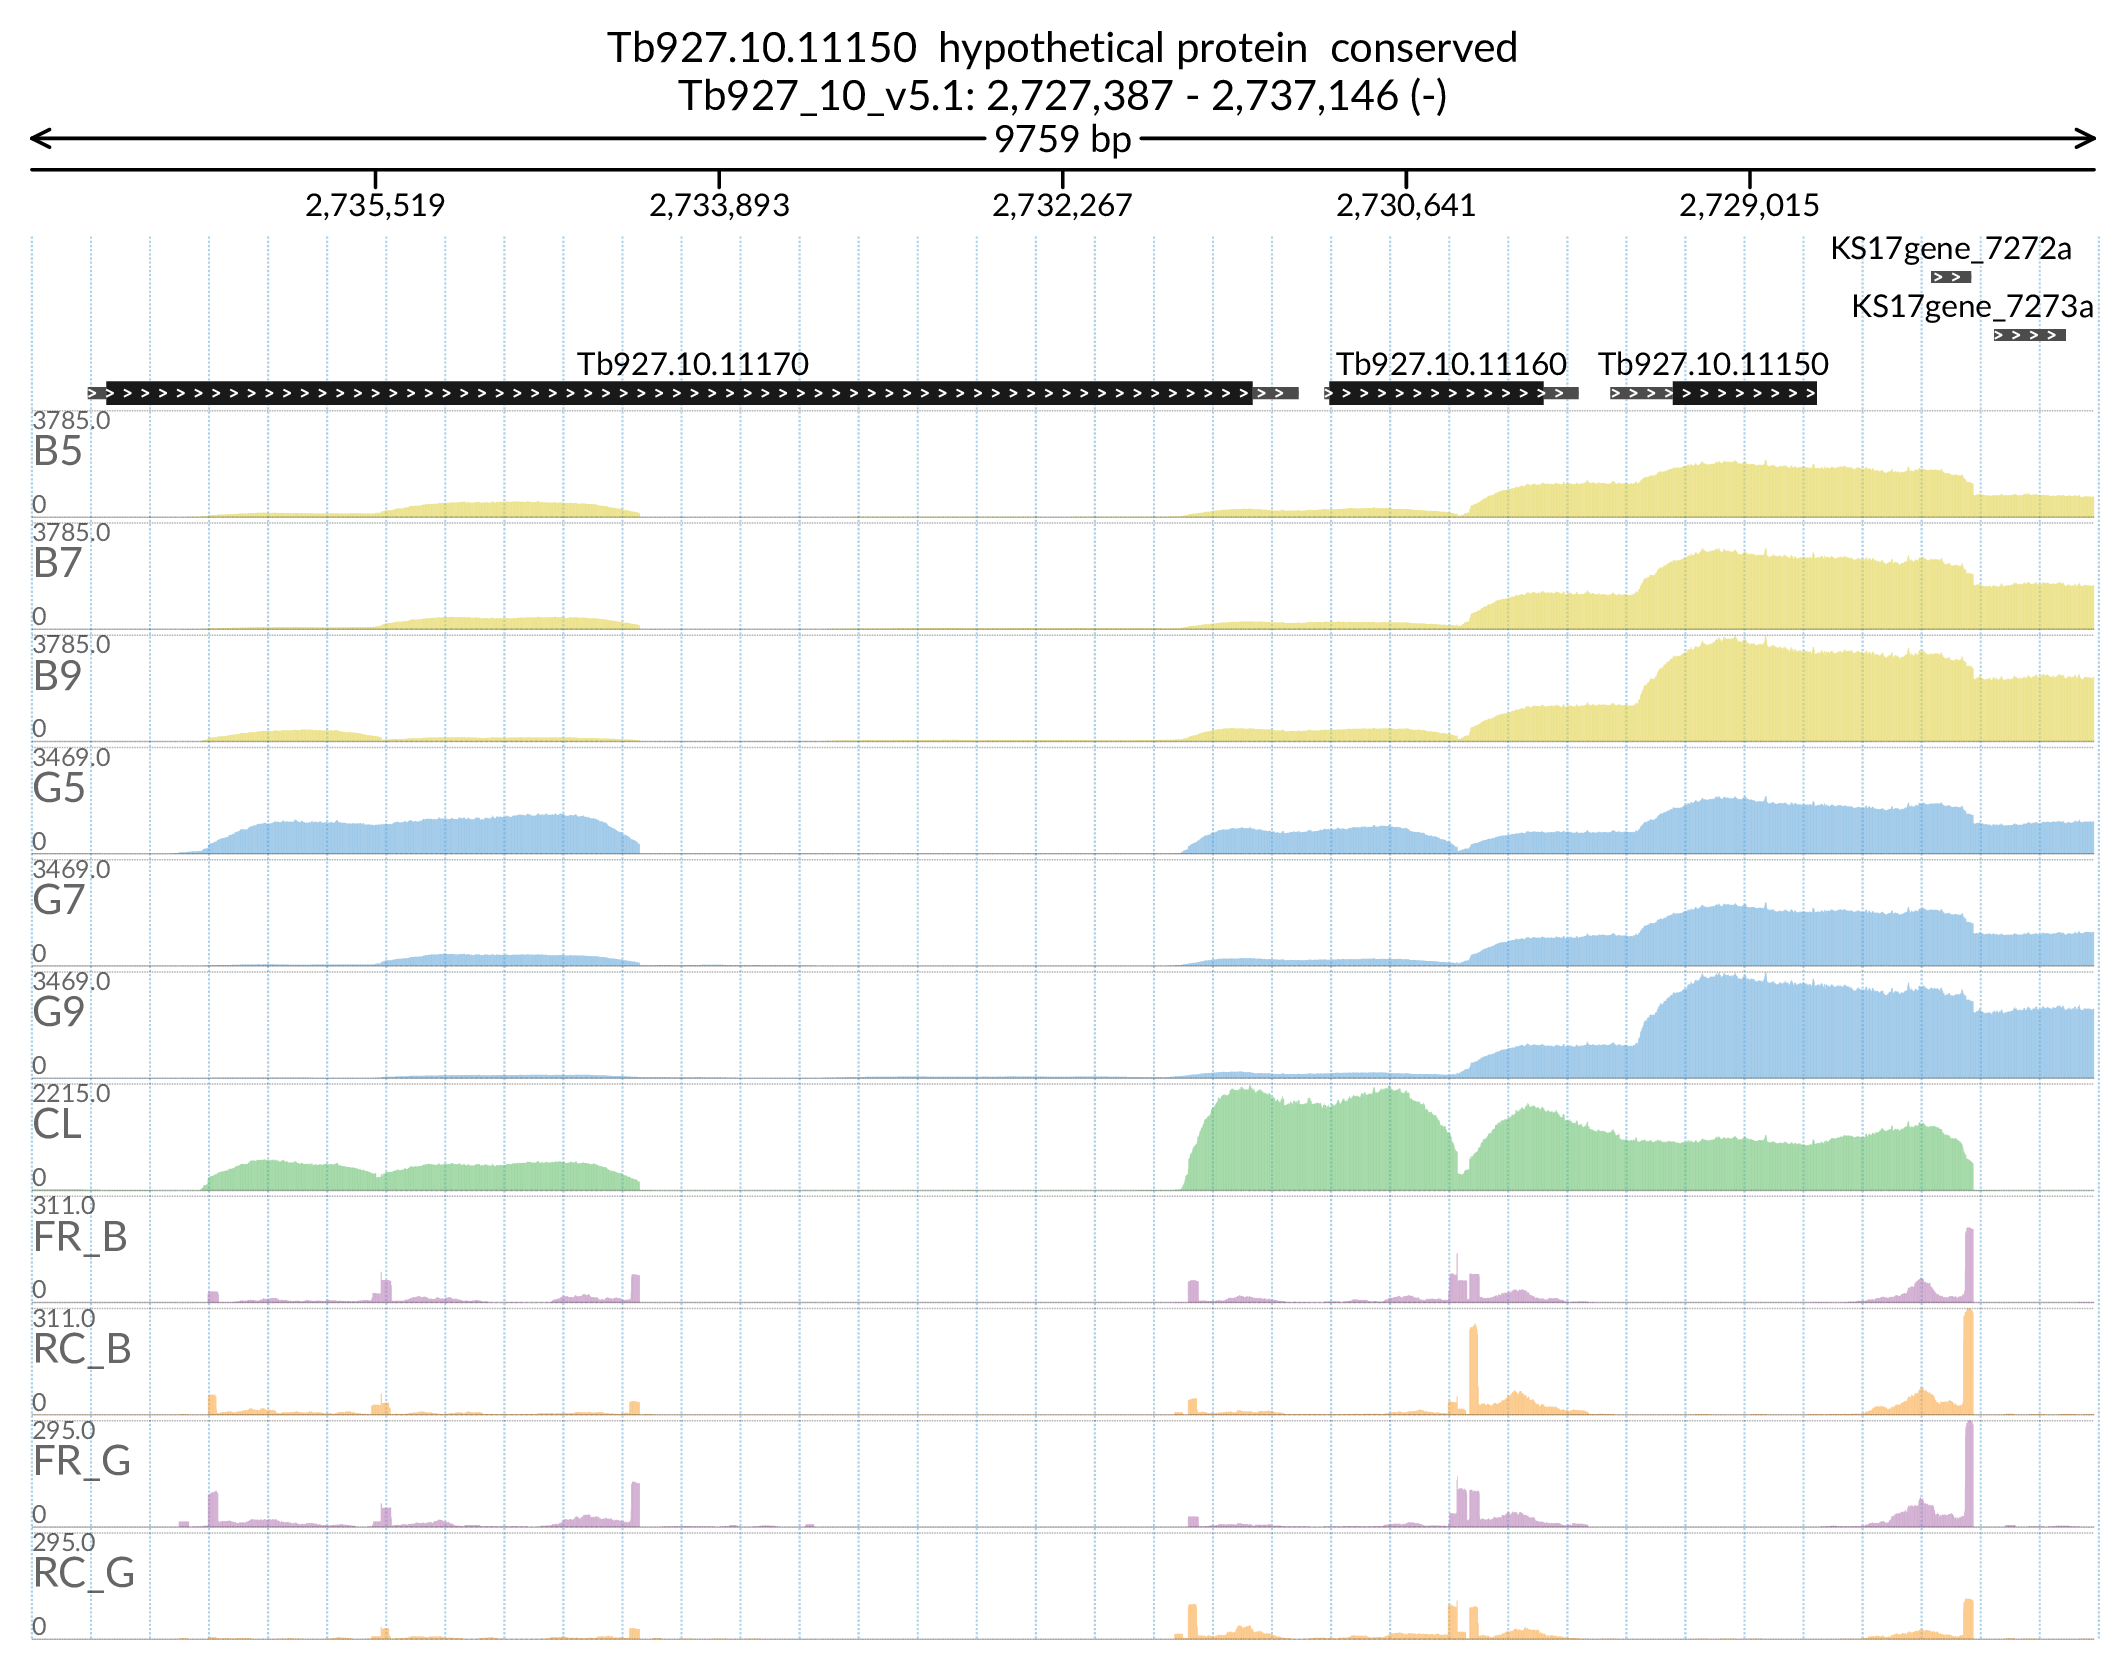 Tb927.10.11150 hypothetical protein conserved
Tb927_10_v5.1: 2,727,387 - 2,737,146 (-)
9759 bp
2,735,519 2,733,893 2,732,267 2,730,641 2,729,015
KS17gene_7272a
KS17gene_7273a
Tb927.10.11170 Tb927.10.11160 Tb927.10.11150
3785.0
B5
0
3785.0
B7
0
3785.0
B9
0
3469.0
G5
0
3469.0
G7
0
3469.0
G9
0
2215.0
CL
0
311.0
FR_B
0
311.0
RC_B
0
295.0
FR_G
0
295.0
RC_G
0